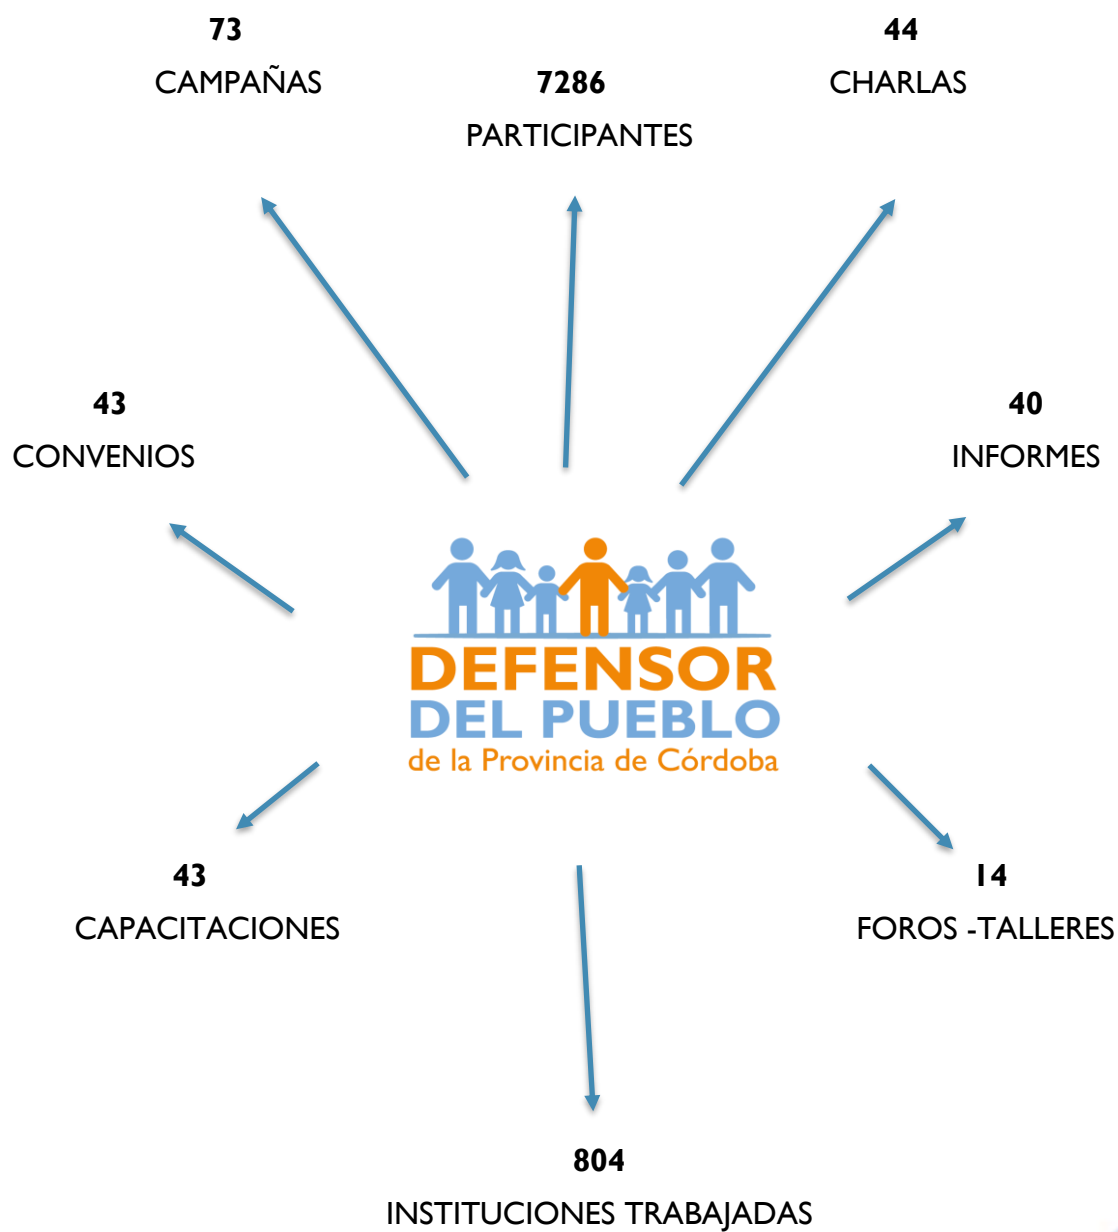 73
CAMPAÑAS
7286
PARTICIPANTES
44
CHARLAS
43
CONVENIOS
40
INFORMES
DEFENSOR
DEL PUEBLO
de la Provincia de Córdoba
43
CAPACITACIONES
14
FOROS -TALLERES
804
INSTITUCIONES TRABAJADAS